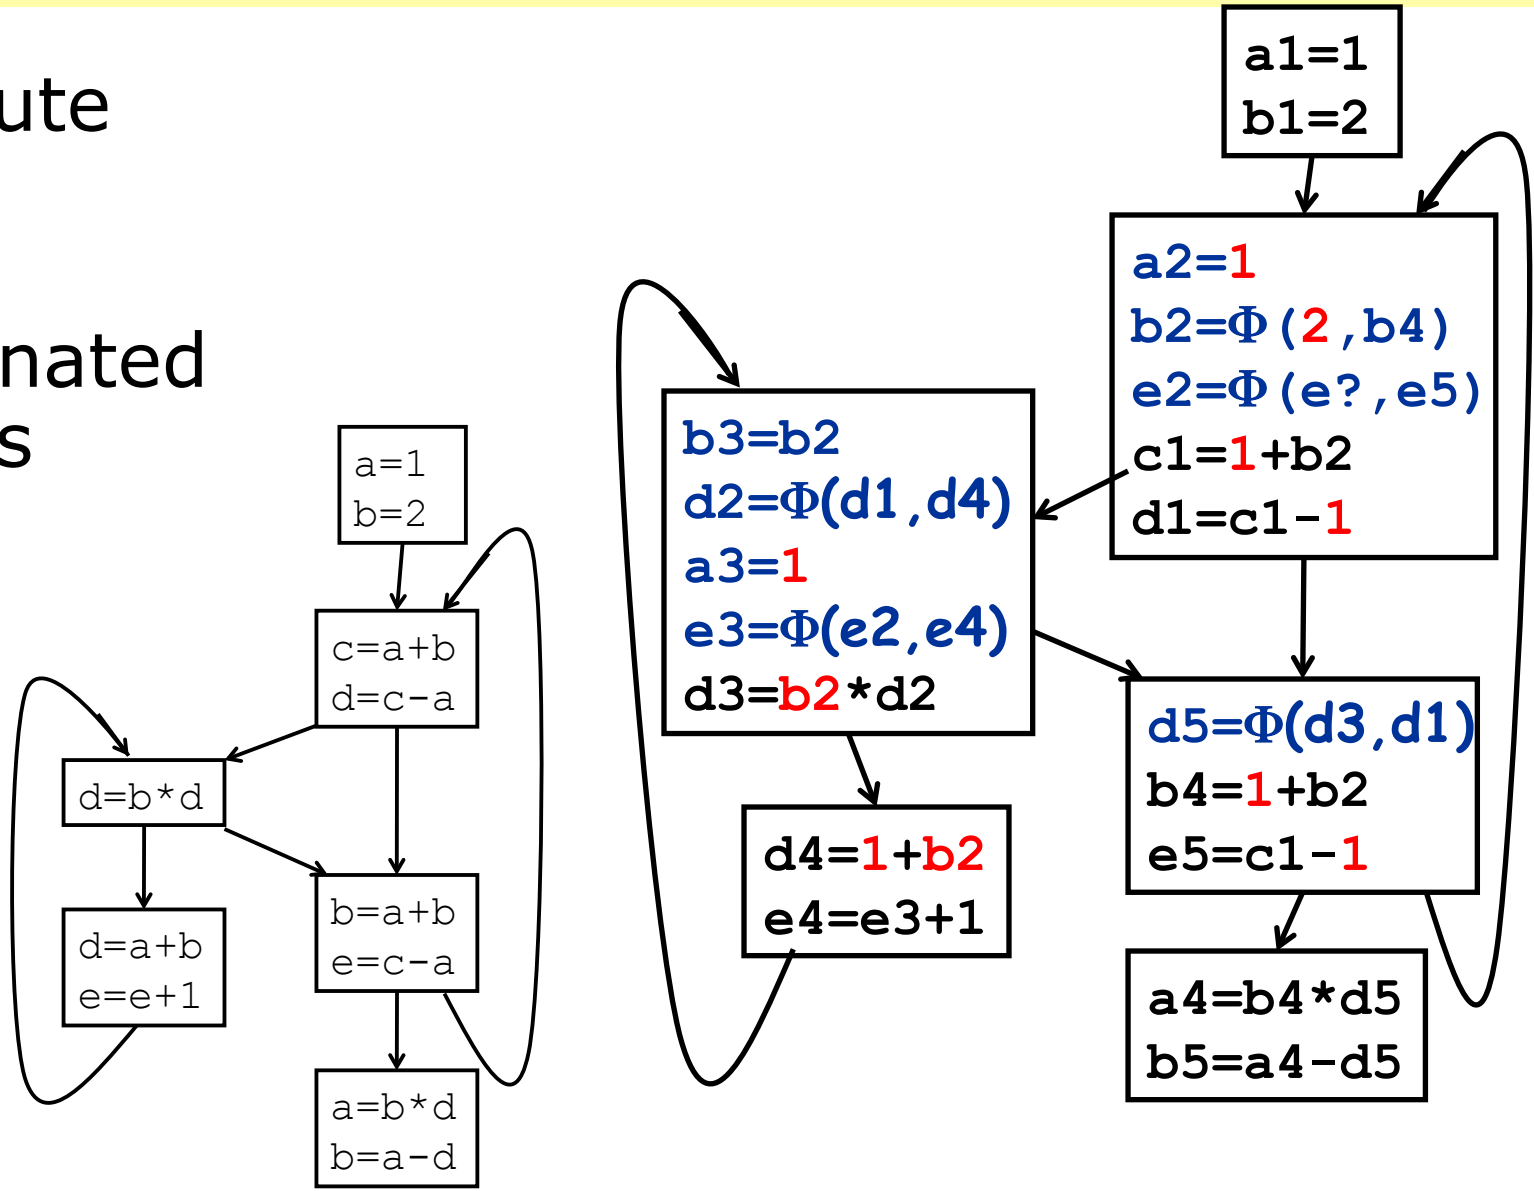 ute
nated
s
a=1
b=2
c=a+b
d=c-a
d=b*d
d=a+b
e=e+1
b=a+b
e=c-a
a=b*d
b=a-d
a1=1
b1=2
a2=1
b2=Φ(2,b4)
e2=Φ(e?,e5)
c1=1+b2
d1=c1-1
b3=b2
d2=Φ(d1,d4)
a3=1
e3=Φ(e2,e4)
d3=b2*d2
d4=1+b2
e4=e3+1
d5=Φ(d3,d1)
b4=1+b2
e5=c1-1
a4=b4*d5
b5=a4-d5